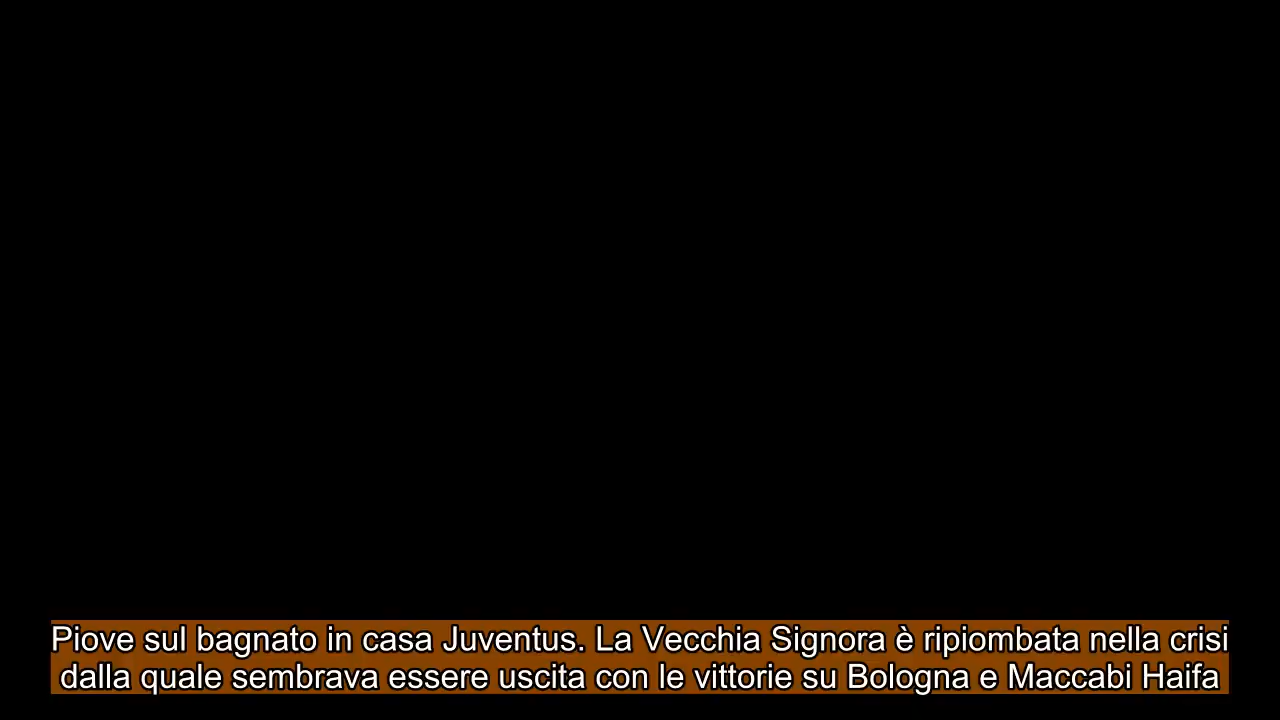 Piove sul bagnato in casa Juventus. La Vecchia Signora è ripiombata nella crisi
dalla quale sembrava essere uscita con le vittorie su Bologna e Maccabi Haifa